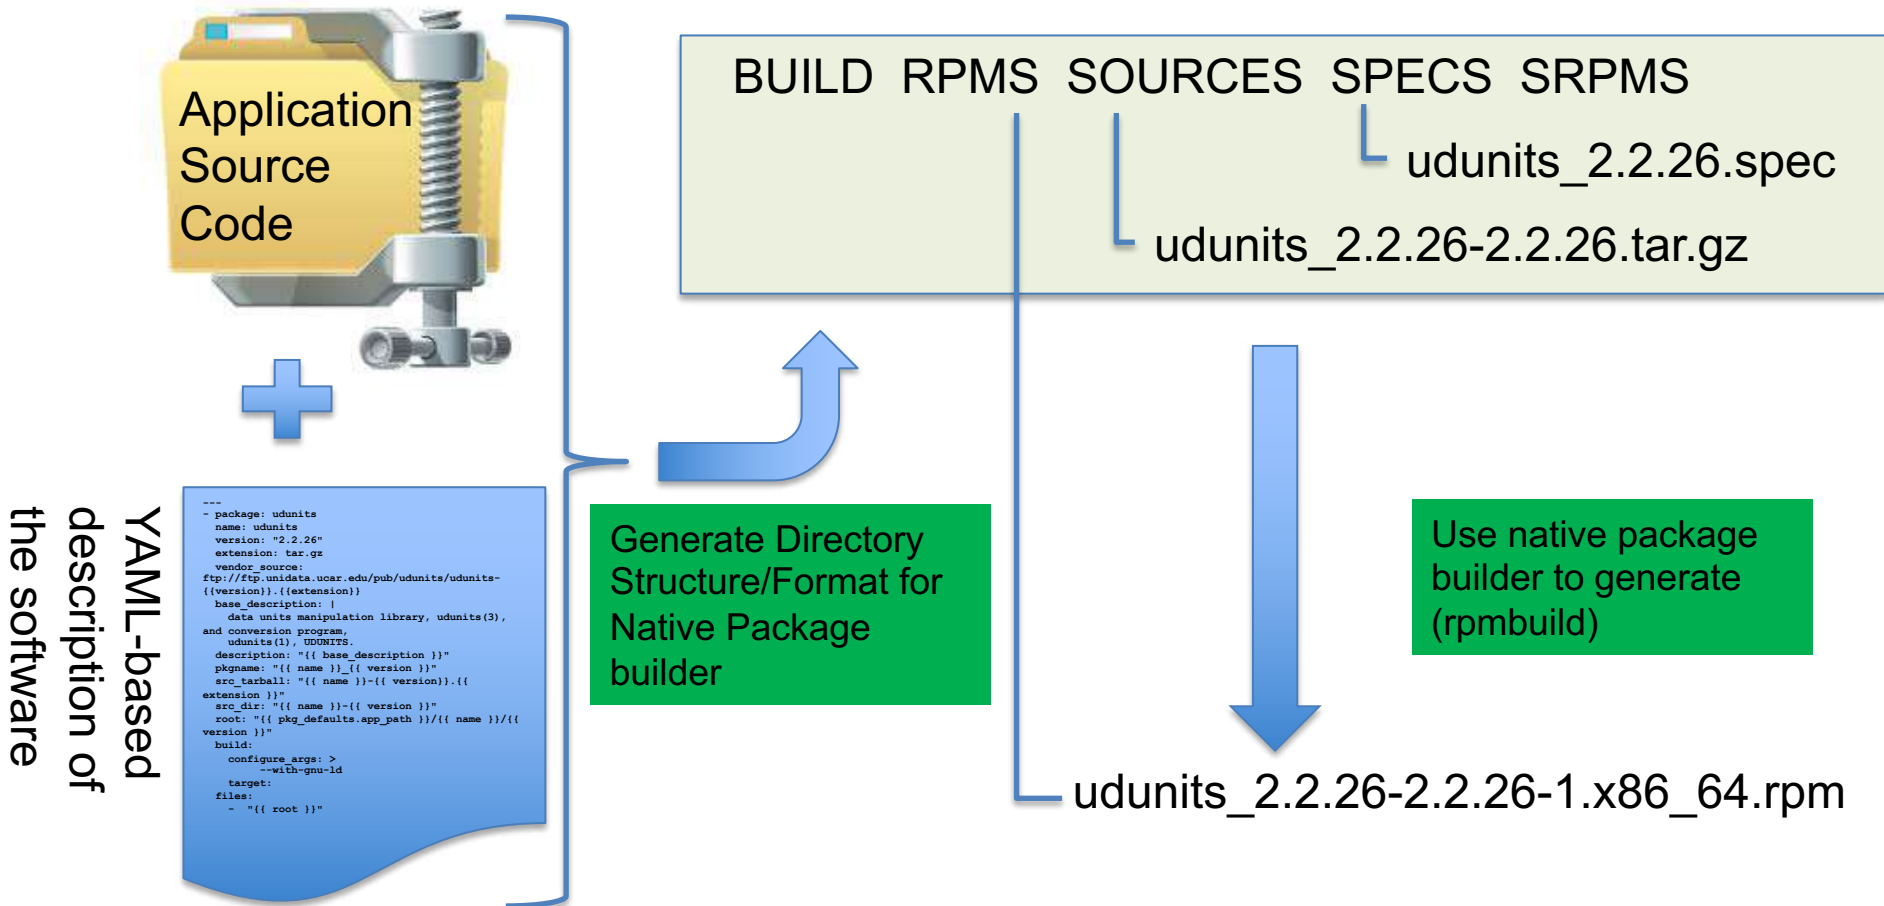 Application
Source
Code
YAML-based
description of
the software
---
- package: udunits
name: udunits
version: "2.2.26"
extension: tar.gz
vendor_source:
ftp://ftp.unidata.ucar.edu/pub/udunits/udunits-
{{version}}.{{extension}}
base_description: |
data units manipulation library, udunits(3),
and conversion program,
udunits(1), UDUNITS.
description: "{{ base_description }}"
pkgname: "{{ name }}_{{ version }}"
src_tarball: "{{ name }}-{{ version}}.{{
extension }}"
src_dir: "{{ name }}-{{ version }}"
root: "{{ pkg_defaults.app_path }}/{{ name }}/{{
version }}"
build:
configure_args: >
--with-gnu-ld
target:
files:
- "{{ root }}"
Generate Directory
Structure/Format for
Native Package
builder
BUILD RPMS SOURCES SPECS SRPMS
udunits_2.2.26.spec
udunits_2.2.26-2.2.26.tar.gz
Use native package
builder to generate
(rpmbuild)
udunits_2.2.26-2.2.26-1.x86_64.rpm